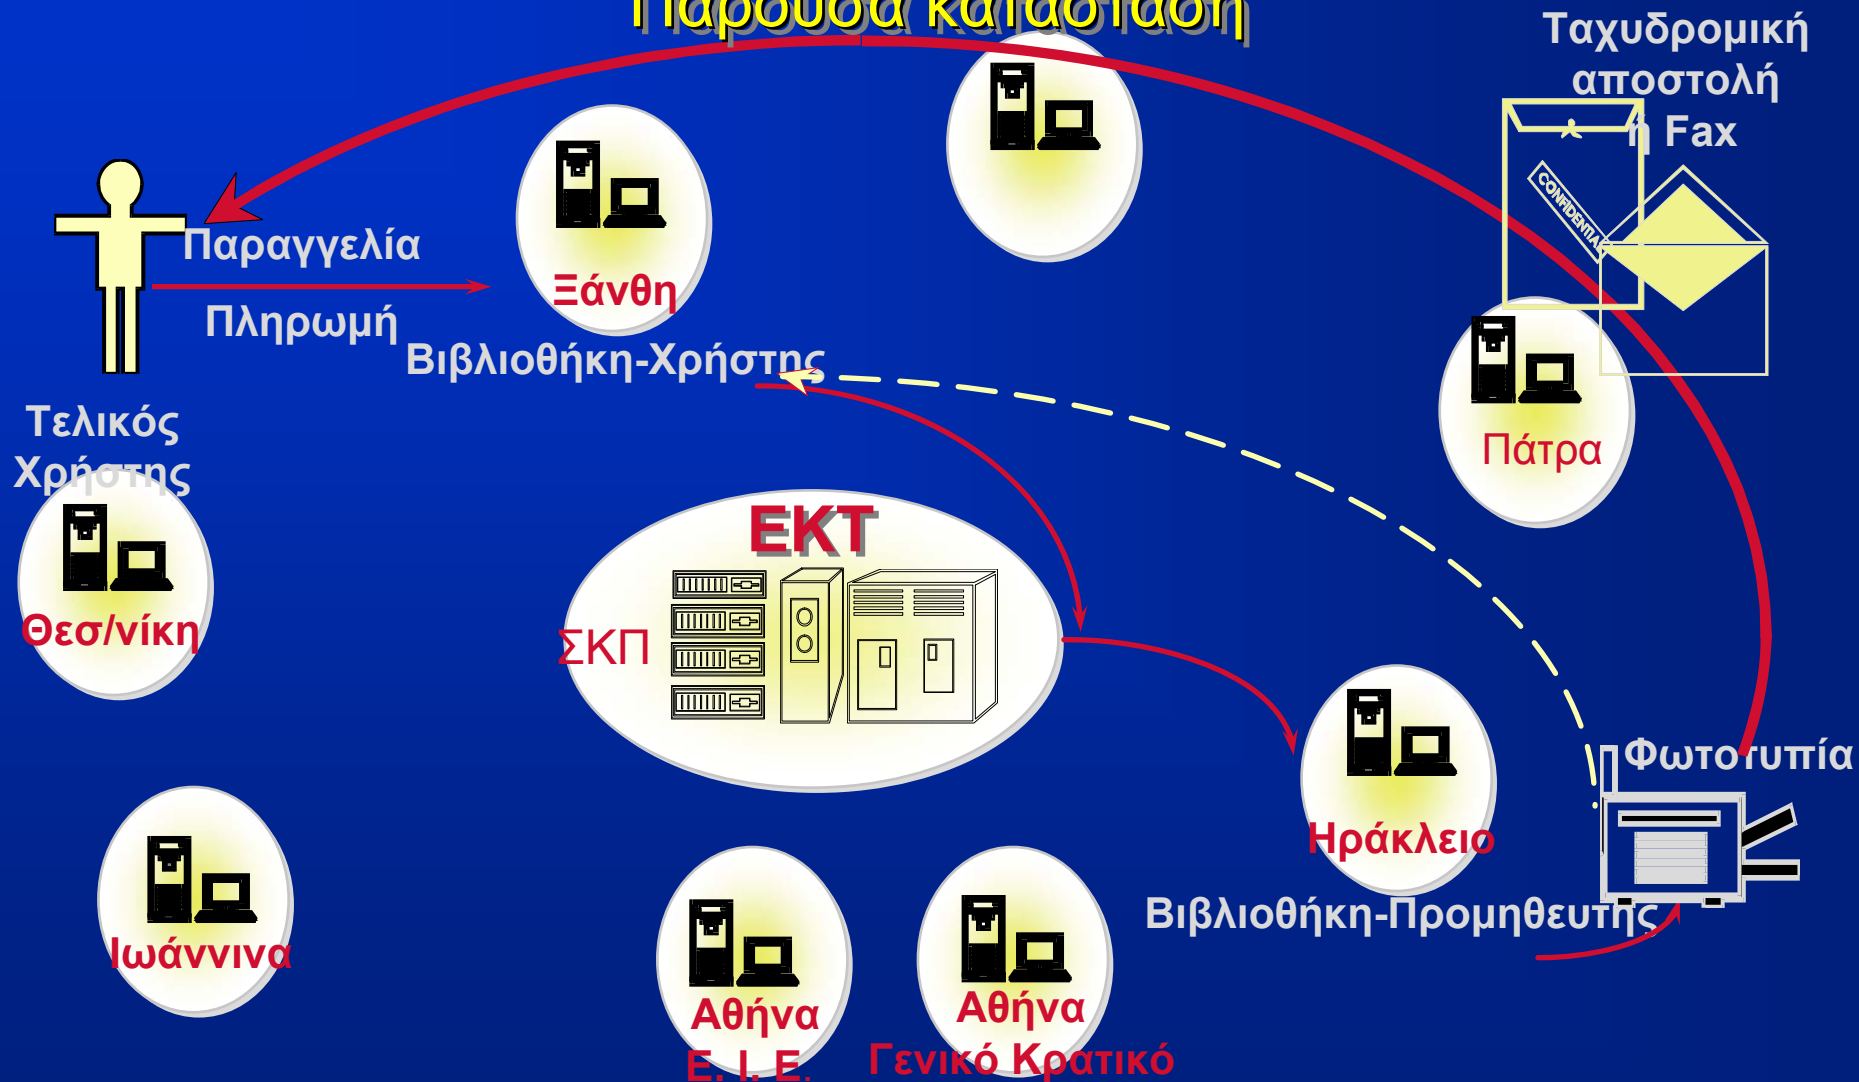 Παρούσα κατάσταση
Ταχυδρομική
αποστολή
ή Fax
CONFIDENTIAL
Παραγγελία
Πληρωμή
Ξάνθη
Βιβλιοθήκη-Χρήστης
Τελικός
Χρήστης
Πάτρα
ΕΚΤ
ΣΚΠ
Θεσ/νίκη
Φωτοτυπία
Ηράκλειο
Βιβλιοθήκη-Προμηθευτής
Ιωάννινα
Αθήνα
Ε. Ι. Ε.
Αθήνα
Γενικό Κρατικό